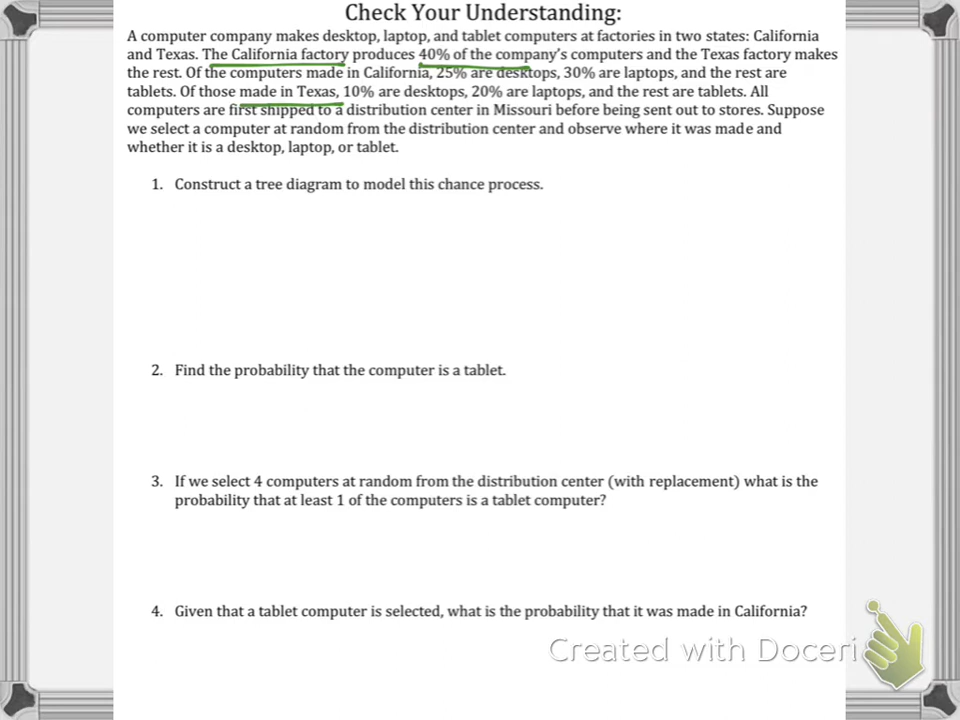 Check Your Understanding:
A computer company makes desktop, laptop, and tablet computers at factories in two states: California
and Texas. The California factory produces 40% of the company's computers and the Texas factory makes
the rest. Of the computers made in California, 25% are desktops, 30% are laptops, and the rest are
tablets. Of those made in Texas, 10% are desktops, 20% are laptops, and the rest are tablets. All
computers are first shipped to a distribution center in Missouri before being sent out to stores. Suppose
we select a computer at random from the distribution center and observe where it was made and
whether it is a desktop, laptop, or tablet.
1. Construct a tree diagram to model this chance process.
2. Find the probability that the computer is a tablet.
3. If we select 4 computers at random from the distribution center (with replacement) what is the
probability that at least 1 of the computers is a tablet computer?
4. Given that a tablet computer is selected, what is the probability that it was made in California?
Created with Doceri